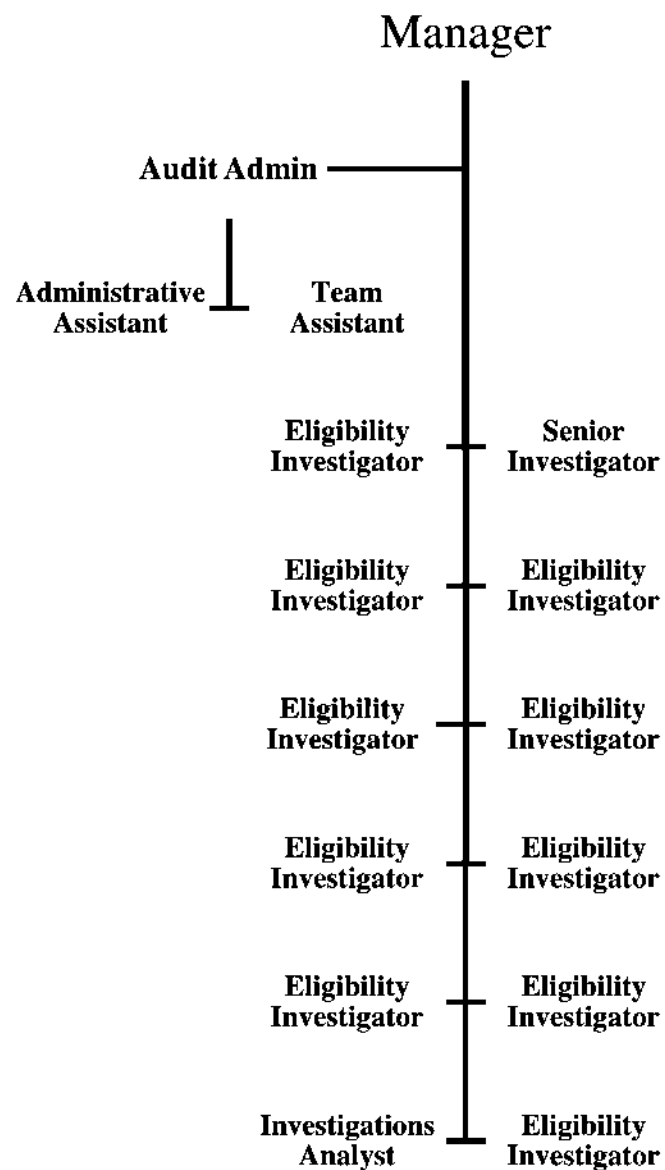 Manager
Audit Admin
Administrative
Assistant
Team
Assistant
Eligibility
Investigator
Senior
Investigator
Eligibility
Investigator
Eligibility
Investigator
Eligibility
Investigator
Eligibility
Investigator
Eligibility
Investigator
Eligibility
Investigator
Eligibility
Investigator
Eligibility
Investigator
Investigations
Analyst
Eligibility
Investigator